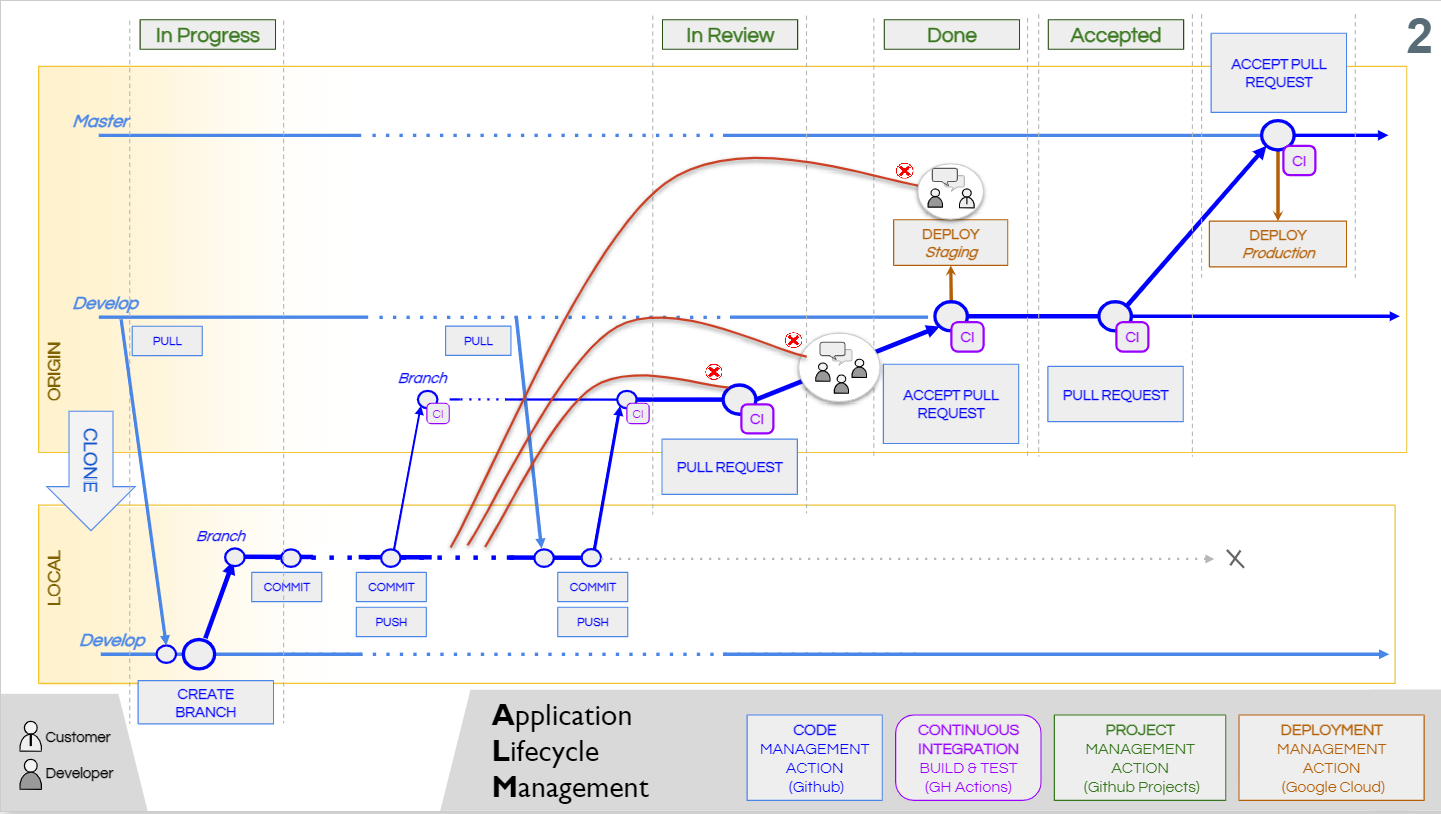 In Progress
In Review
Done
Accepted
2
ACCEPT PULL
REQUEST
Master
CI
DEPLOY
Staging
DEPLOY
Production
Develop
PULL
PULL
CI
CI
ORIGIN
Branch
CI
CI
CI
ACCEPT PULL
REQUEST
PULL REQUEST
PULL REQUEST
CLONE
LOCAL
Branch
X
COMMIT
COMMIT
COMMIT
PUSH
PUSH
Develop
CREATE
BRANCH
Customer
Developer
Application
Lifecycle
Management
CODE
MANAGEMENT
ACTION
(Github)
CONTINUOUS
INTEGRATION
BUILD & TEST
(GH Actions)
PROJECT
MANAGEMENT
ACTION
(Github Projects)
DEPLOYMENT
MANAGEMENT
ACTION
(Google Cloud)